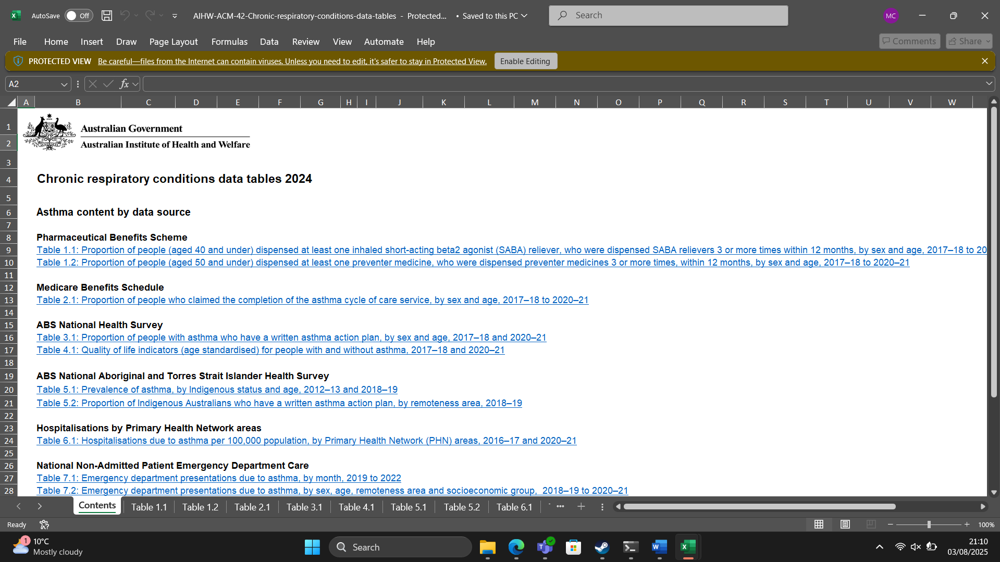 AutoSave Off AIHW-ACM-42-Chronic-respiratory-conditions-data-tables - Protected... • Saved to this PC Search MC
File Home Insert Draw Page Layout Formulas Data Review View Automate Help Comments Share
PROTECTED VIEW Be careful—files from the Internet can contain viruses. Unless you need to edit, it's safer to stay in Protected View. Enable Editing
A2 fx
A B C D E F G H I J K L M N O P Q R S T U V W
1 Australian Government
2 Australian Institute of Health and Welfare
3
4 Chronic respiratory conditions data tables 2024
5
6 Asthma content by data source
7
8 Pharmaceutical Benefits Scheme
9 Table 1.1: Proportion of people (aged 40 and under) dispensed at least one inhaled short-acting beta2 agonist (SABA) reliever, who were dispensed SABA relievers 3 or more times within 12 months, by sex and age, 2017–18 to 20
10 Table 1.2: Proportion of people (aged 50 and under) dispensed at least one preventer medicine, who were dispensed preventer medicines 3 or more times, within 12 months, by sex and age, 2017–18 to 2020–21
11
12 Medicare Benefits Schedule
13 Table 2.1: Proportion of people who claimed the completion of the asthma cycle of care service, by sex and age, 2017–18 to 2020–21
14
15 ABS National Health Survey
16 Table 3.1: Proportion of people with asthma who have a written asthma action plan, by sex and age, 2017–18 and 2020–21
17 Table 4.1: Quality of life indicators (age standardised) for people with and without asthma, 2017–18 and 2020–21
18
19 ABS National Aboriginal and Torres Strait Islander Health Survey
20 Table 5.1: Prevalence of asthma, by Indigenous status and age, 2012–13 and 2018–19
21 Table 5.2: Proportion of Indigenous Australians who have a written asthma action plan, by remoteness area, 2018–19
22
23 Hospitalisations by Primary Health Network areas
24 Table 6.1: Hospitalisations due to asthma per 100,000 population, by Primary Health Network (PHN) areas, 2016–17 and 2020–21
25
26 National Non-Admitted Patient Emergency Department Care
27 Table 7.1: Emergency department presentations due to asthma, by month, 2019 to 2022
28 Table 7.2: Emergency department presentations due to asthma, by sex, age, remoteness area and socioeconomic group, 2018–19 to 2020–21
Contents Table 1.1 Table 1.2 Table 2.1 Table 3.1 Table 4.1 Table 5.1 Table 5.2 Table 6.1
Ready 100%
1 10°C Search 21:10
Mostly cloudy 03/08/2025